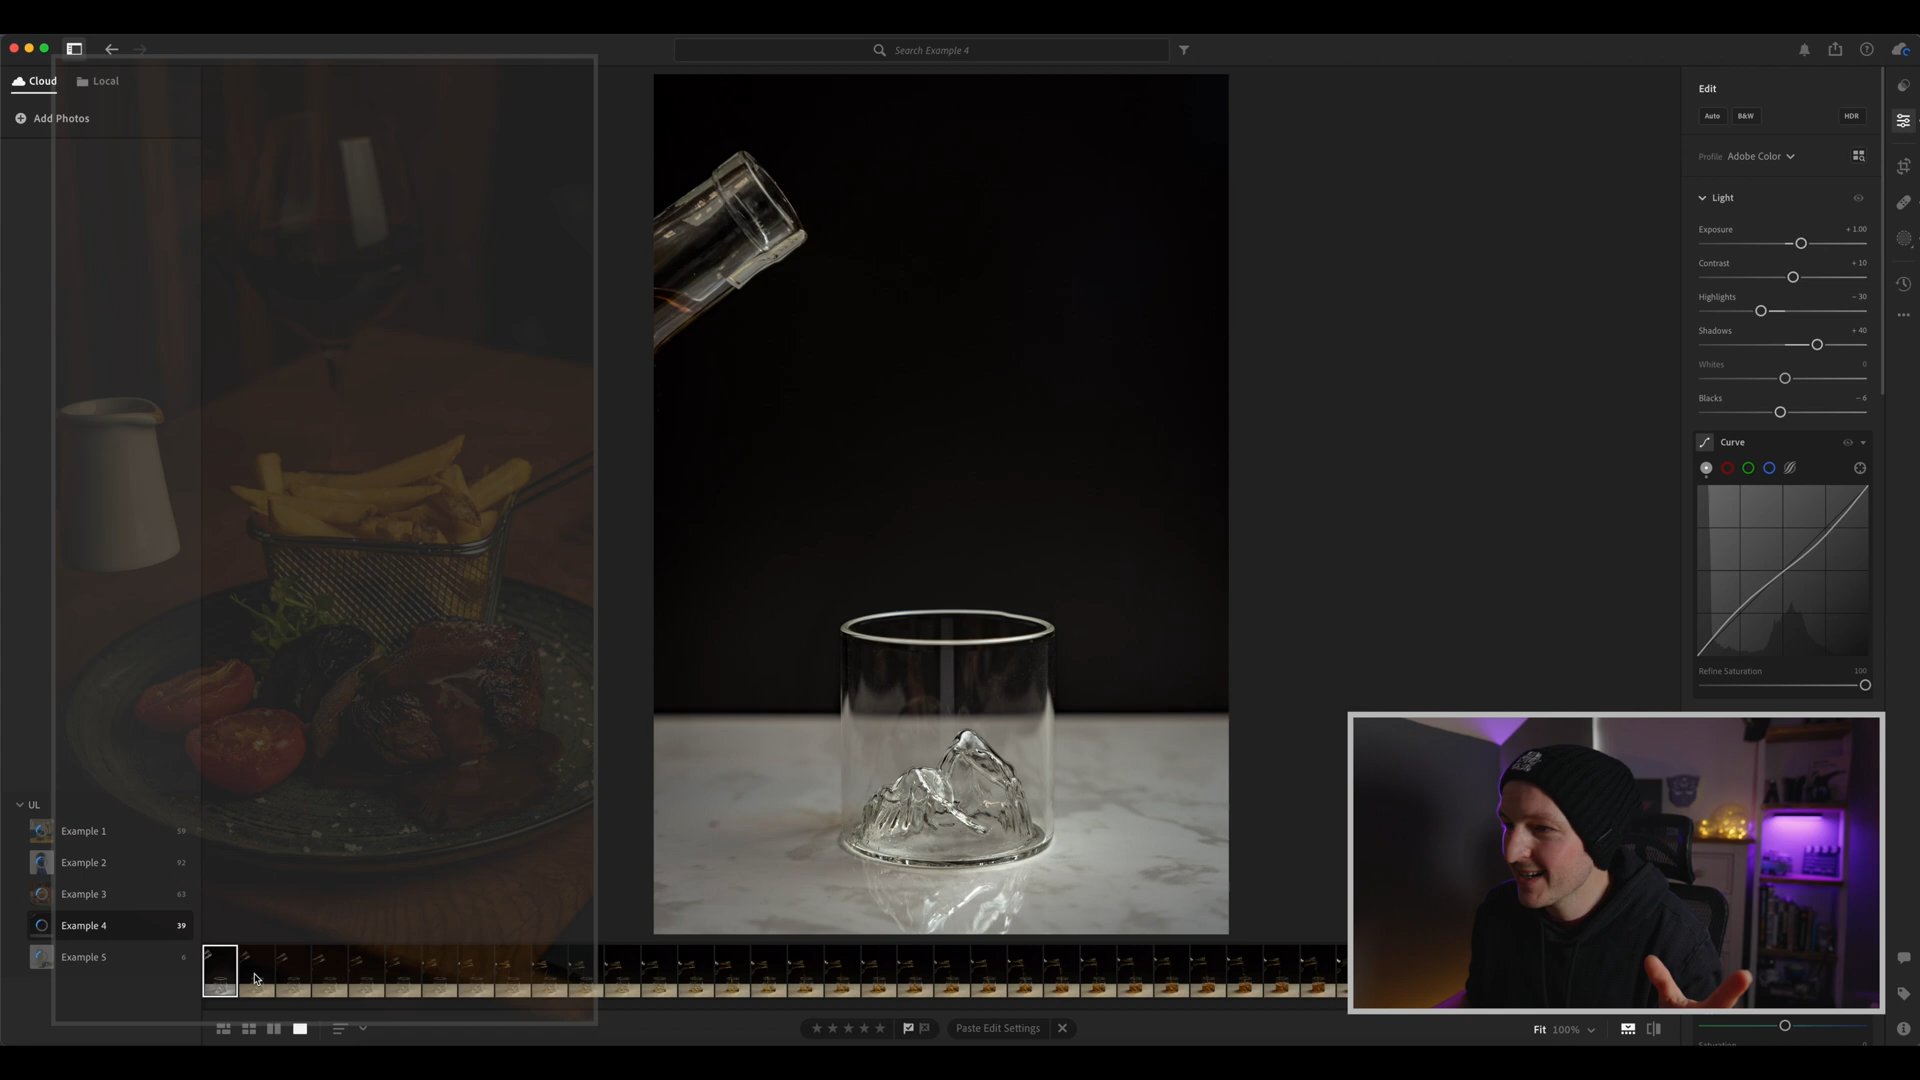 Search Example 4
Cloud
Local
Add Photos
Edit
Auto
B&W
HDR
Profile Adobe Color
Light
Exposure + 1.00
Contrast + 10
Highlights – 30
Shadows + 40
Whites 0
Blacks – 6
Curve
Refine Saturation 100
UL
Example 1 59
Example 2 92
Example 3 63
Example 4 39
Example 5 6
Paste Edit Settings
Fit 100%